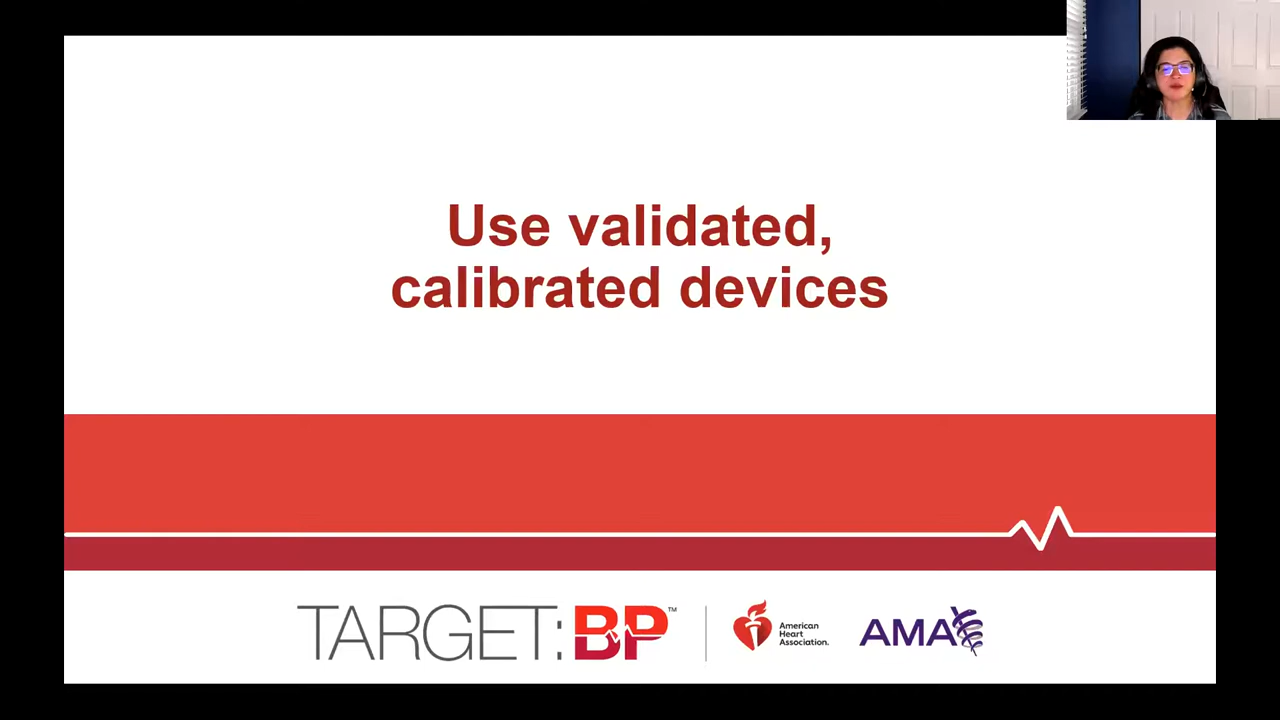 Use validated,
calibrated devices
TARGET:BP™
American
Heart
Association.
AMA